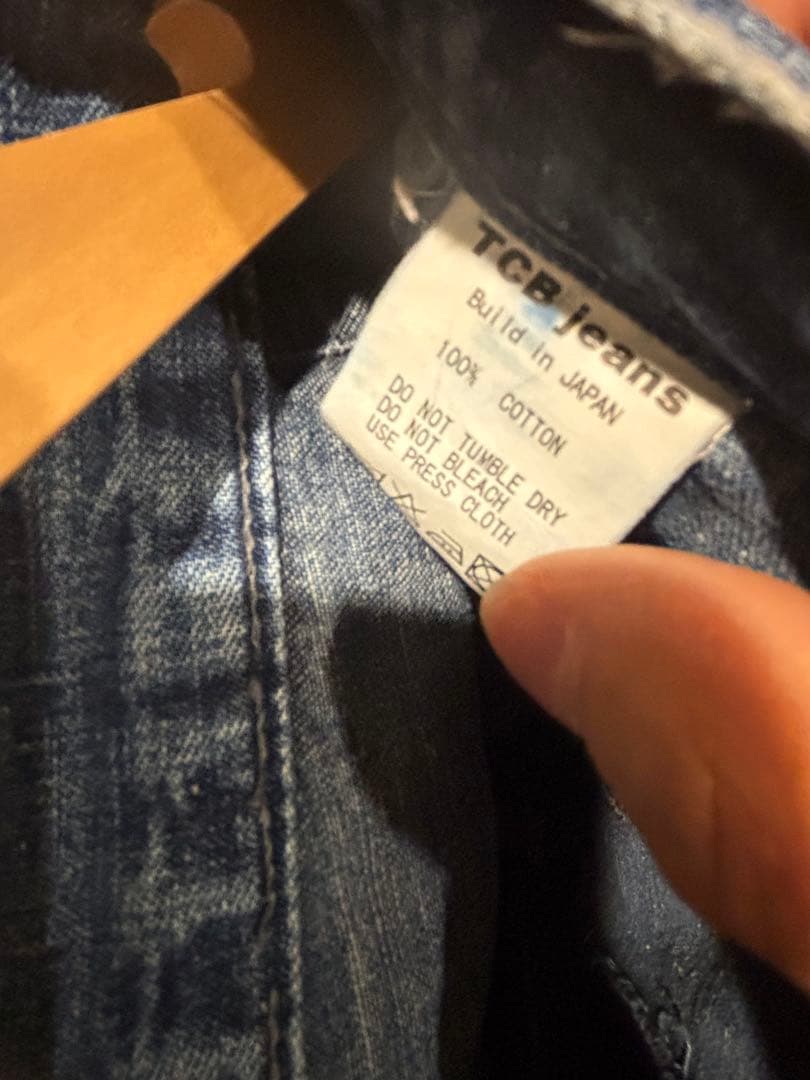 TCB jeans
Build in JAPAN
100% COTTON
DO NOT TUMBLE DRY
DO NOT BLEACH
USE PRESS CLOTH